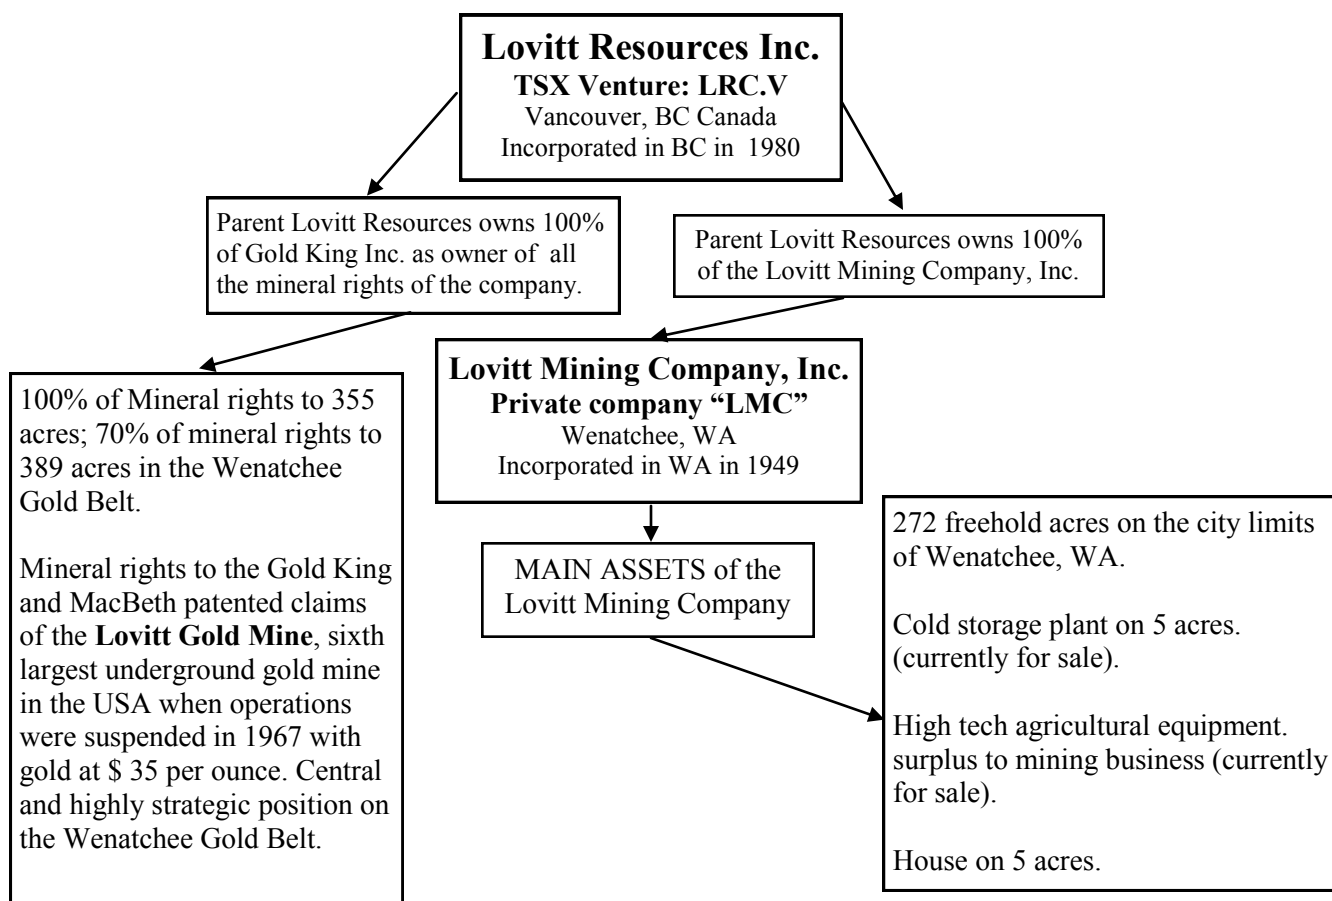 Lovitt Resources Inc.
TSX Venture: LRC.V
Vancouver, BC Canada
Incorporated in BC in 1980
Parent Lovitt Resources owns 100%
of Gold King Inc. as owner of all
the mineral rights of the company.
Parent Lovitt Resources owns 100%
of the Lovitt Mining Company, Inc.
100% of Mineral rights to 355
acres; 70% of mineral rights to
389 acres in the Wenatchee
Gold Belt.
Mineral rights to the Gold King
and MacBeth patented claims
of the Lovitt Gold Mine, sixth
largest underground gold mine
in the USA when operations
were suspended in 1967 with
gold at $ 35 per ounce. Central
and highly strategic position on
the Wenatchee Gold Belt.
Lovitt Mining Company, Inc.
Private company “LMC”
Wenatchee, WA
Incorporated in WA in 1949
MAIN ASSETS of the
Lovitt Mining Company
272 freehold acres on the city limits
of Wenatchee, WA.
Cold storage plant on 5 acres.
(currently for sale).
High tech agricultural equipment.
surplus to mining business (currently
for sale).
House on 5 acres.